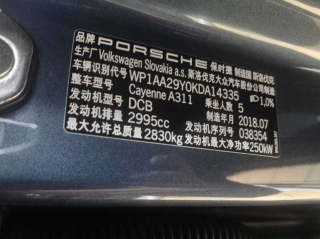 品牌 PORSCHE 保时捷 制造国 斯洛伐克
生产厂 Volkswagen Slovakia a.s. 斯洛伐克大众汽车股份公司
车辆识别代号 WP1AA29Y0KDA14335 1,0%
整车型号 Cayenne A311 乘坐人数 5
发动机型号 DCB 制造年月 2018.07
发动机排量 2995cc 序号 038354
最大允许总质量 2830kg 发动机最大净功率 250kW